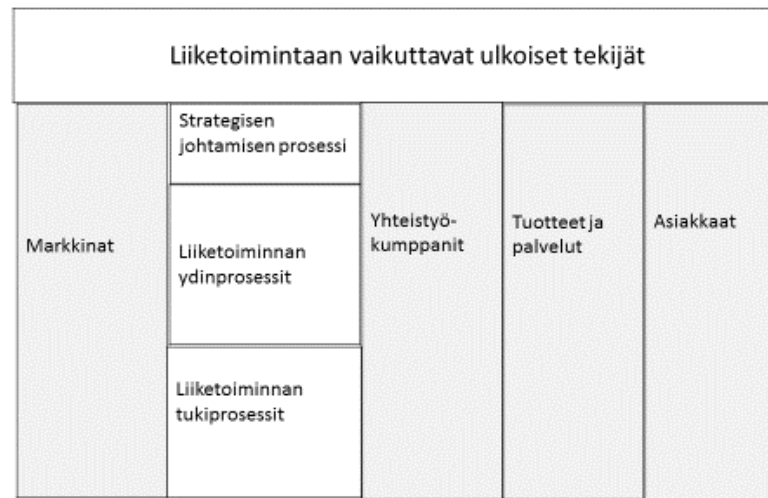 Liiketoimintaan vaikuttavat ulkoiset tekijät
Markkinat
Strategisen
johtamisen prosessi
Liiketoiminnan
ydinprosessit
Liiketoiminnan
tukiprosessit
Yhteistyö-
kumppanit
Tuotteet ja
palvelut
Asiakkaat